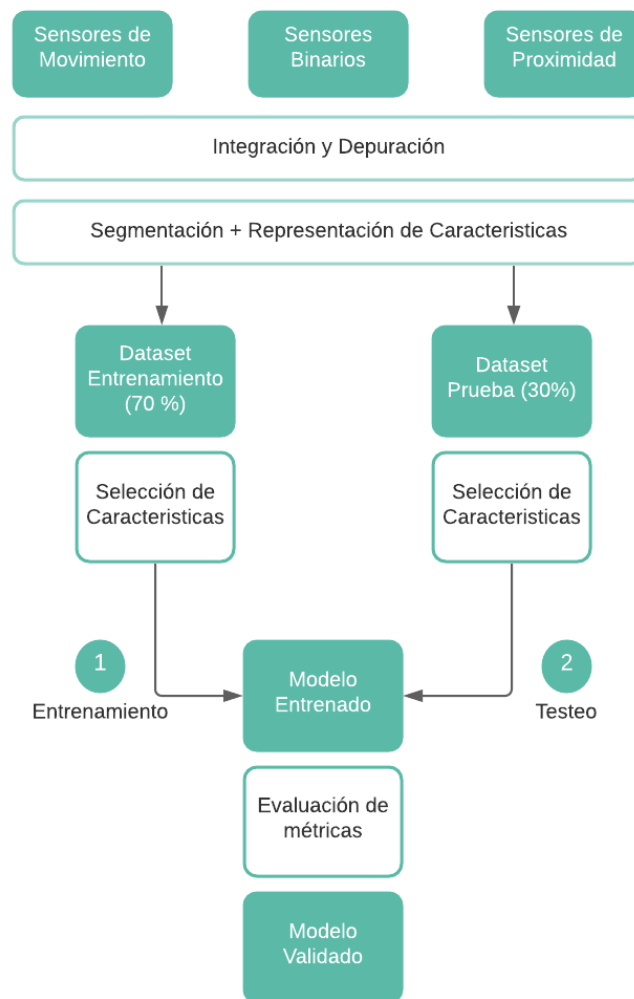 Sensores de
Movimiento
Sensores
Binarios
Sensores de
Proximidad
Integración y Depuración
Segmentación + Representación de Caracteristicas
Dataset
Entrenamiento
(70 %)
Dataset
Prueba (30%)
Selección de
Caracteristicas
Selección de
Caracteristicas
1
Entrenamiento
Modelo
Entrenado
2
Testeo
Evaluación de
métricas
Modelo
Validado